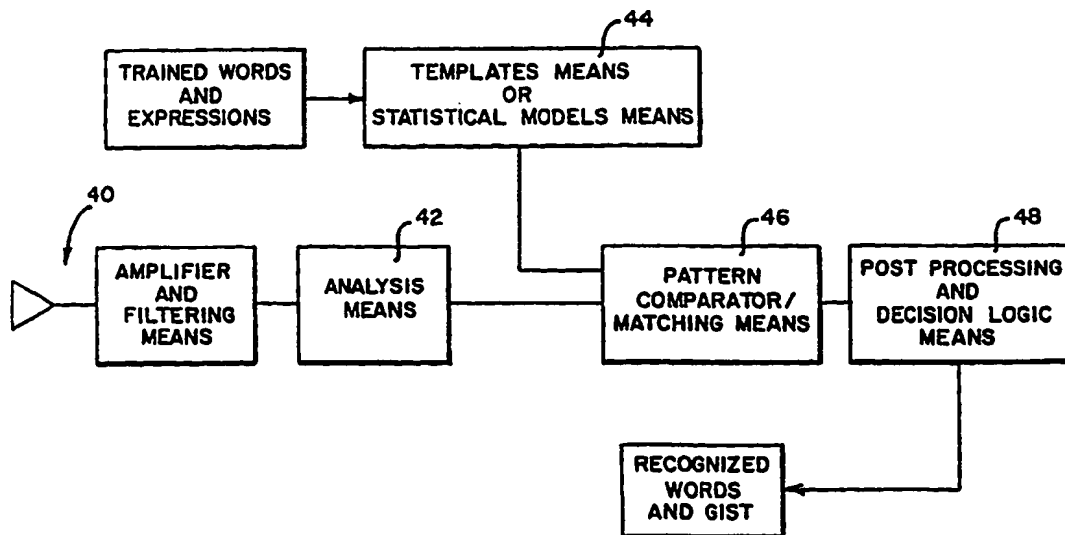 44
TRAINED WORDS
AND
EXPRESSIONS
TEMPLATES MEANS
OR
STATISTICAL MODELS MEANS
40
42
46
48
AMPLIFIER
AND
FILTERING
MEANS
ANALYSIS
MEANS
PATTERN
COMPARATOR/
MATCHING MEANS
POST PROCESSING
AND
DECISION LOGIC
MEANS
RECOGNIZED
WORDS
AND GIST